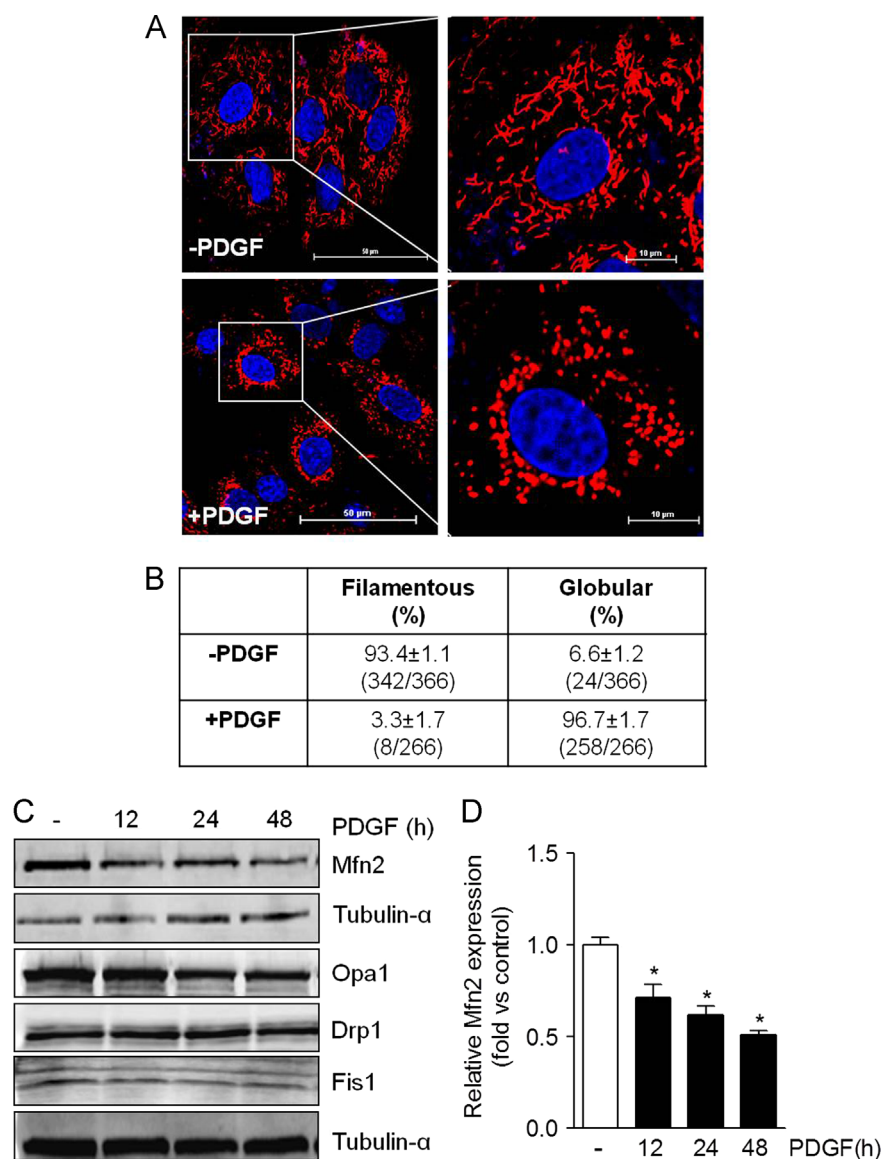 A
-PDGF
50 µm
10 µm
+PDGF
50 µm
10 µm
B
Filamentous
(%)
Globular
(%)
-PDGF
93.4±1.1
(342/366)
6.6±1.2
(24/366)
+PDGF
3.3±1.7
(8/266)
96.7±1.7
(258/266)
C
- 12 24 48 PDGF (h)
Mfn2
Tubulin-α
Opa1
Drp1
Fis1
Tubulin-α
D
Relative Mfn2 expression
(fold vs control)
1.5
1.0
0.5
0.0
* * *
- 12 24 48 PDGF(h)